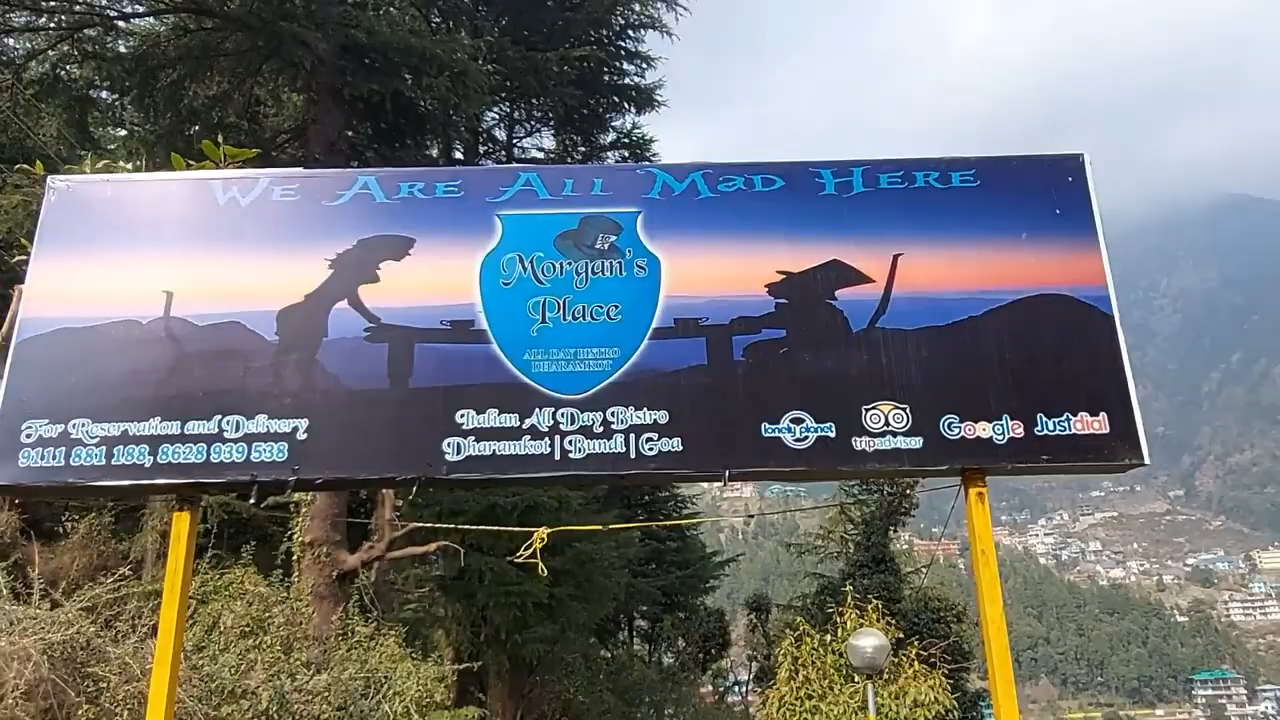 We Are All Mad Here
Morgan's
Place
ALL DAY BISTRO
DHARAMKOT
For Reservation and Delivery
9111 881 188, 8628 939 538
Italian All Day Bistro
Dharamkot | Bundi | Goa
lonely planet
tripadvisor
Google
Justdial